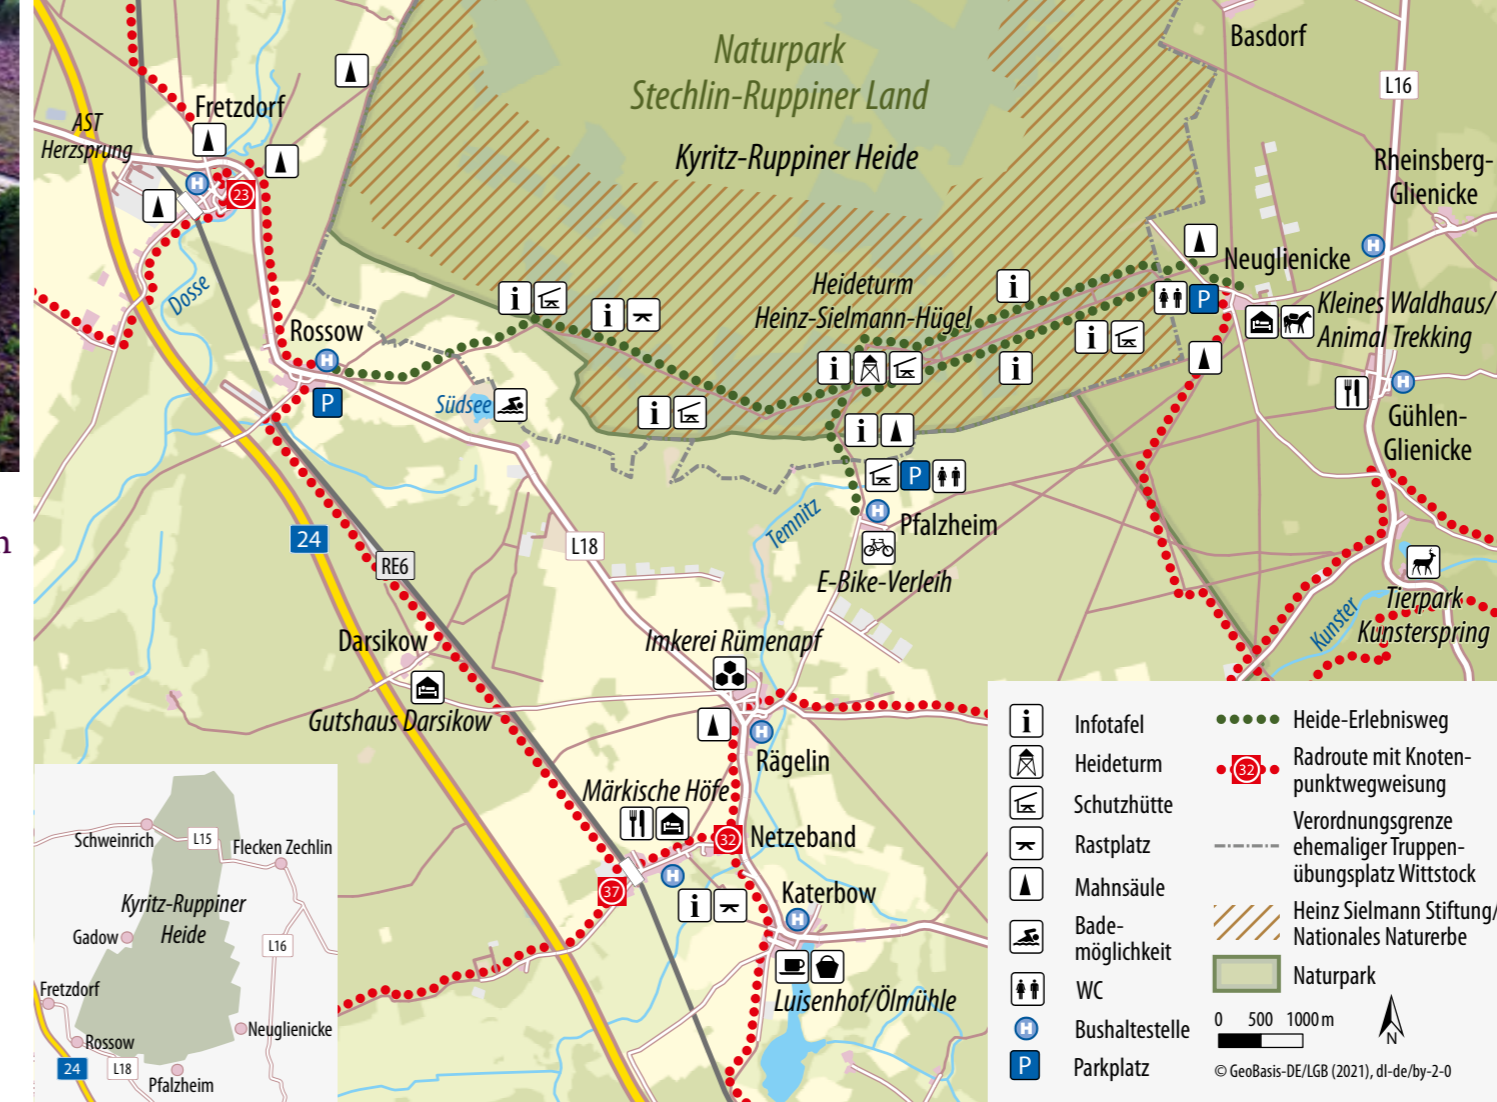 n
Naturpark
Stechlin-Ruppiner Land
Kyritz-Ruppiner Heide
Basdorf
L16
Rheinsberg-
Glienicke
H
Fretzdorf
AST
Herzsprung
H
23
Dosse
Rossow
H
P
Südsee
i
i
i
Heideturm
Heinz-Sielmann-Hügel
i
i
i
i
i
P
Neuglienicke
Kleines Waldhaus/
Animal Trekking
H
Gühlen-
Glienicke
P
H
Pfalzheim
E-Bike-Verleih
Temnitz
24
RE6
L18
Tierpark
Kunsterspring
Kunster
Darsikow
Gutshaus Darsikow
Imkerei Rümenapf
H
Rägelin
Märkische Höfe
32
Netzeband
37
H
i
Katerbow
H
Luisenhof/Ölmühle
Schweinrich
L15
Flecken Zechlin
Kyritz-Ruppiner
Heide
Gadow
L16
Fretzdorf
Neuglienicke
Rossow
24
L18
Pfalzheim
i
Infotafel
Heideturm
Schutzhütte
Rastplatz
Mahnsäule
Bade-
möglichkeit
WC
H
Bushaltestelle
P
Parkplatz
Heide-Erlebnisweg
32
Radroute mit Knoten-
punktwegweisung
Verordnungsgrenze
ehemaliger Truppen-
übungsplatz Wittstock
Heinz Sielmann Stiftung/
Nationales Naturerbe
Naturpark
0 500 1000 m
N
© GeoBasis-DE/LGB (2021), dl-de/by-2-0